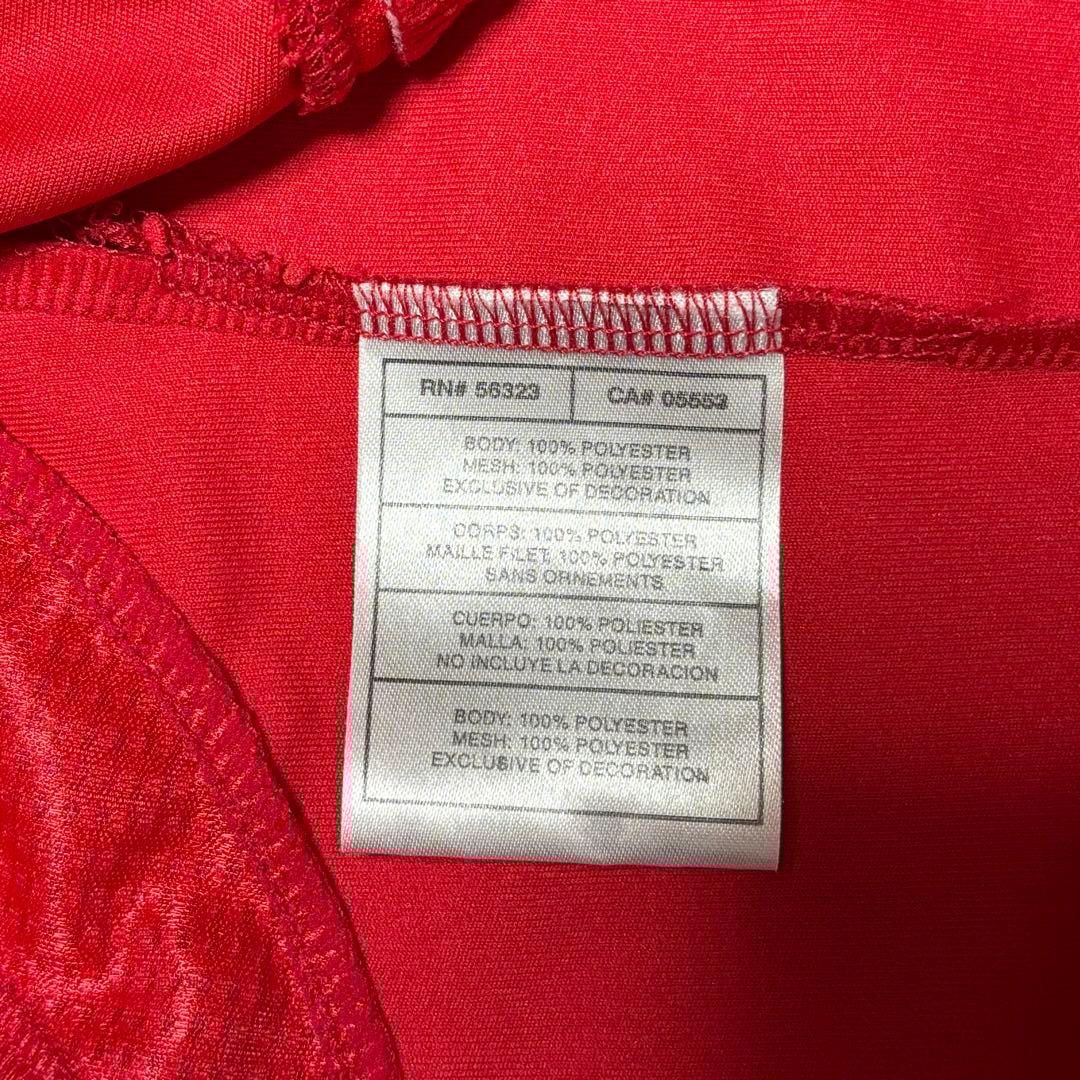 RN# 56323
CA# 05553
BODY: 100% POLYESTER
MESH: 100% POLYESTER
EXCLUSIVE OF DECORATION
CORPS: 100% POLYESTER
MAILLE FILET, 100% POLYESTER
SANS ORNEMENTS
CUERPO: 100% POLIESTER
MALLA: 100% POLIESTER
NO INCLUYE LA DECORACION
BODY: 100% POLYESTER
MESH: 100% POLYESTER
EXCLUSIVE OF DECORATION